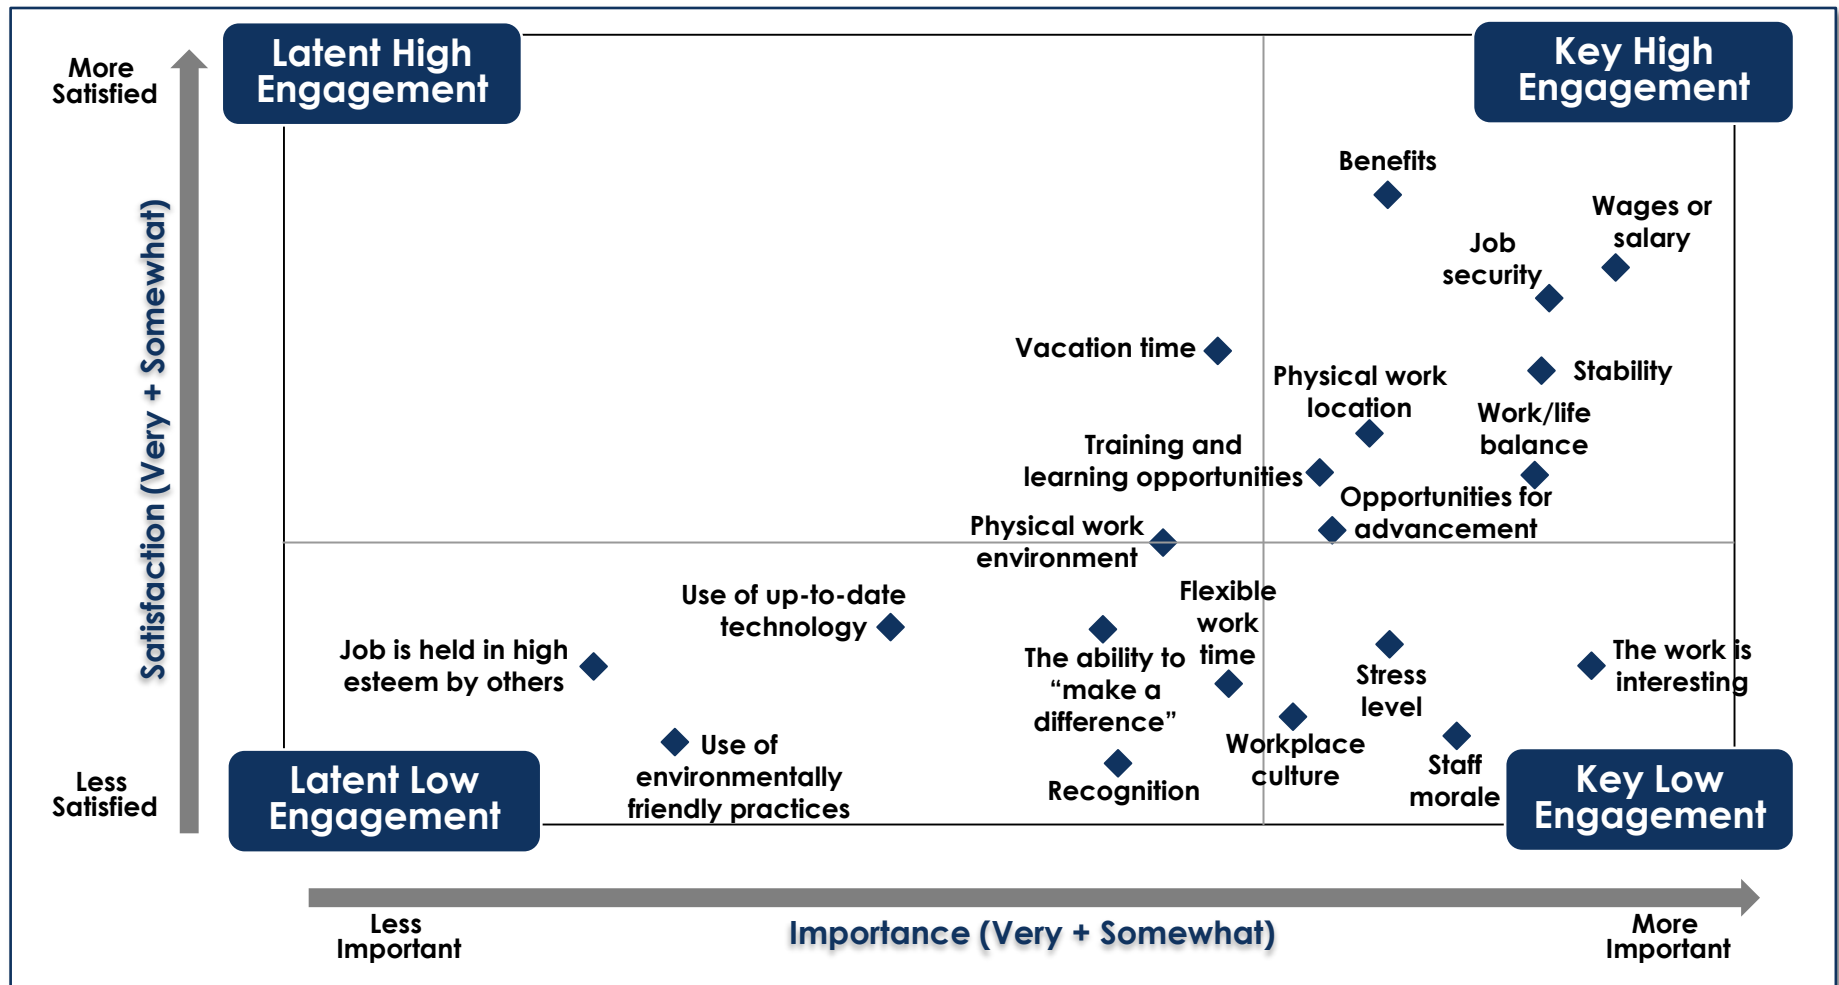 Latent High
Engagement
Key High
Engagement
More
Satisfied
Satisfaction (Very + Somewhat)
Less
Satisfied
Benefits
Wages or
salary
Job
security
Vacation time
Stability
Physical work
location
Work/life
balance
Training and
learning opportunities
Opportunities for
advancement
Physical work
environment
Flexible
work
time
Use of up-to-date
technology
Job is held in high
esteem by others
The ability to
“make a
difference”
Stress
level
The work is
interesting
Use of
environmentally
friendly practices
Recognition
Workplace
culture
Staff
morale
Latent Low
Engagement
Key Low
Engagement
Less
Important
Importance (Very + Somewhat)
More
Important